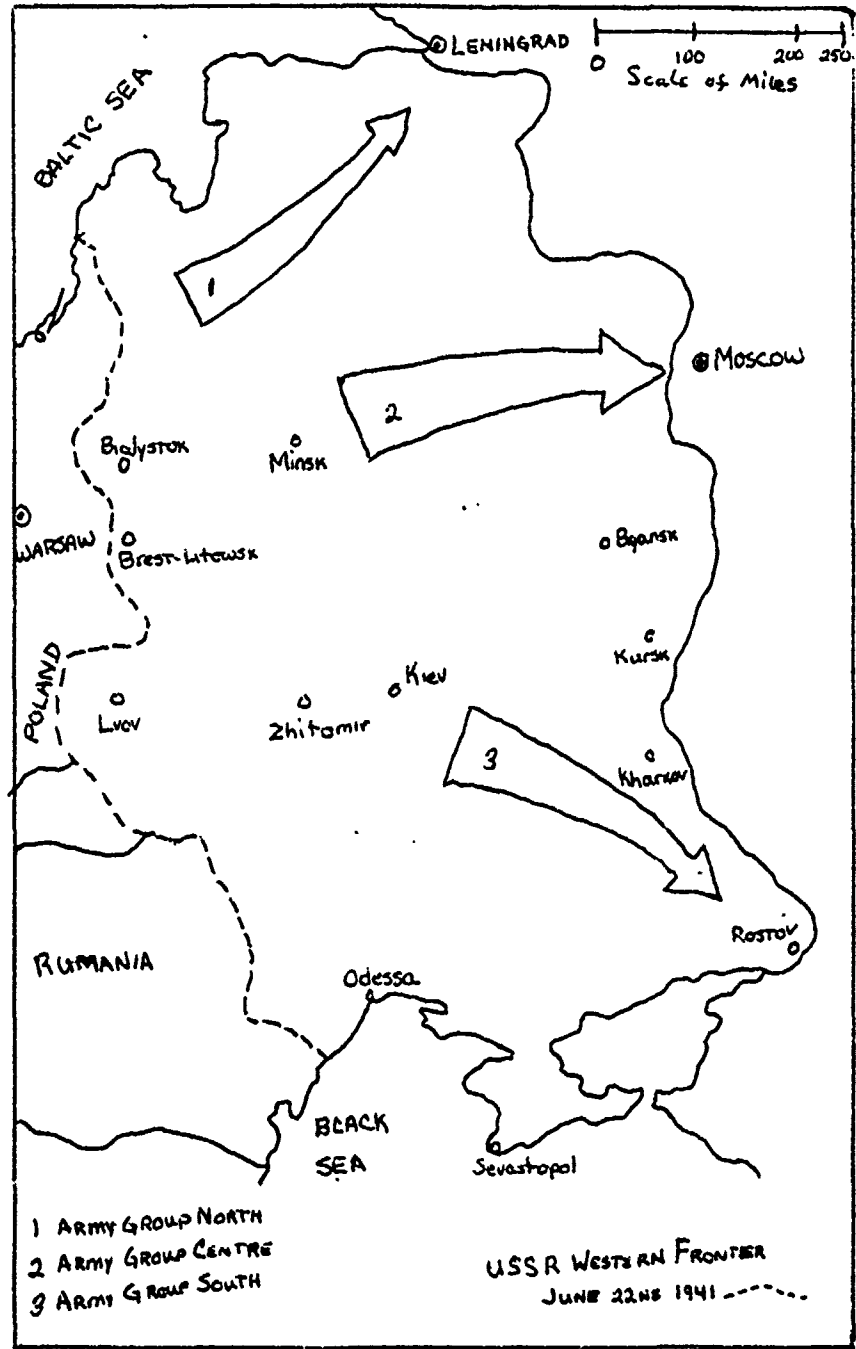 LENINGRAD
0 100 200 250
Scale of Miles
BALTIC SEA
1
MOSCOW
2
Bialystok
Minsk
WARSAW
Brest-Litowsk
Bqansk
POLAND
Kursk
Kiev
Lvov
Zhitomir
3
Kharkov
ROSTOV
RUMANIA
Odessa
BLACK
SEA
Sevastopol
1 ARMY GROUP NORTH
2 ARMY GROUP CENTRE
3 ARMY GROUP SOUTH
USSR WESTERN FRONTIER
JUNE 22ND 1941